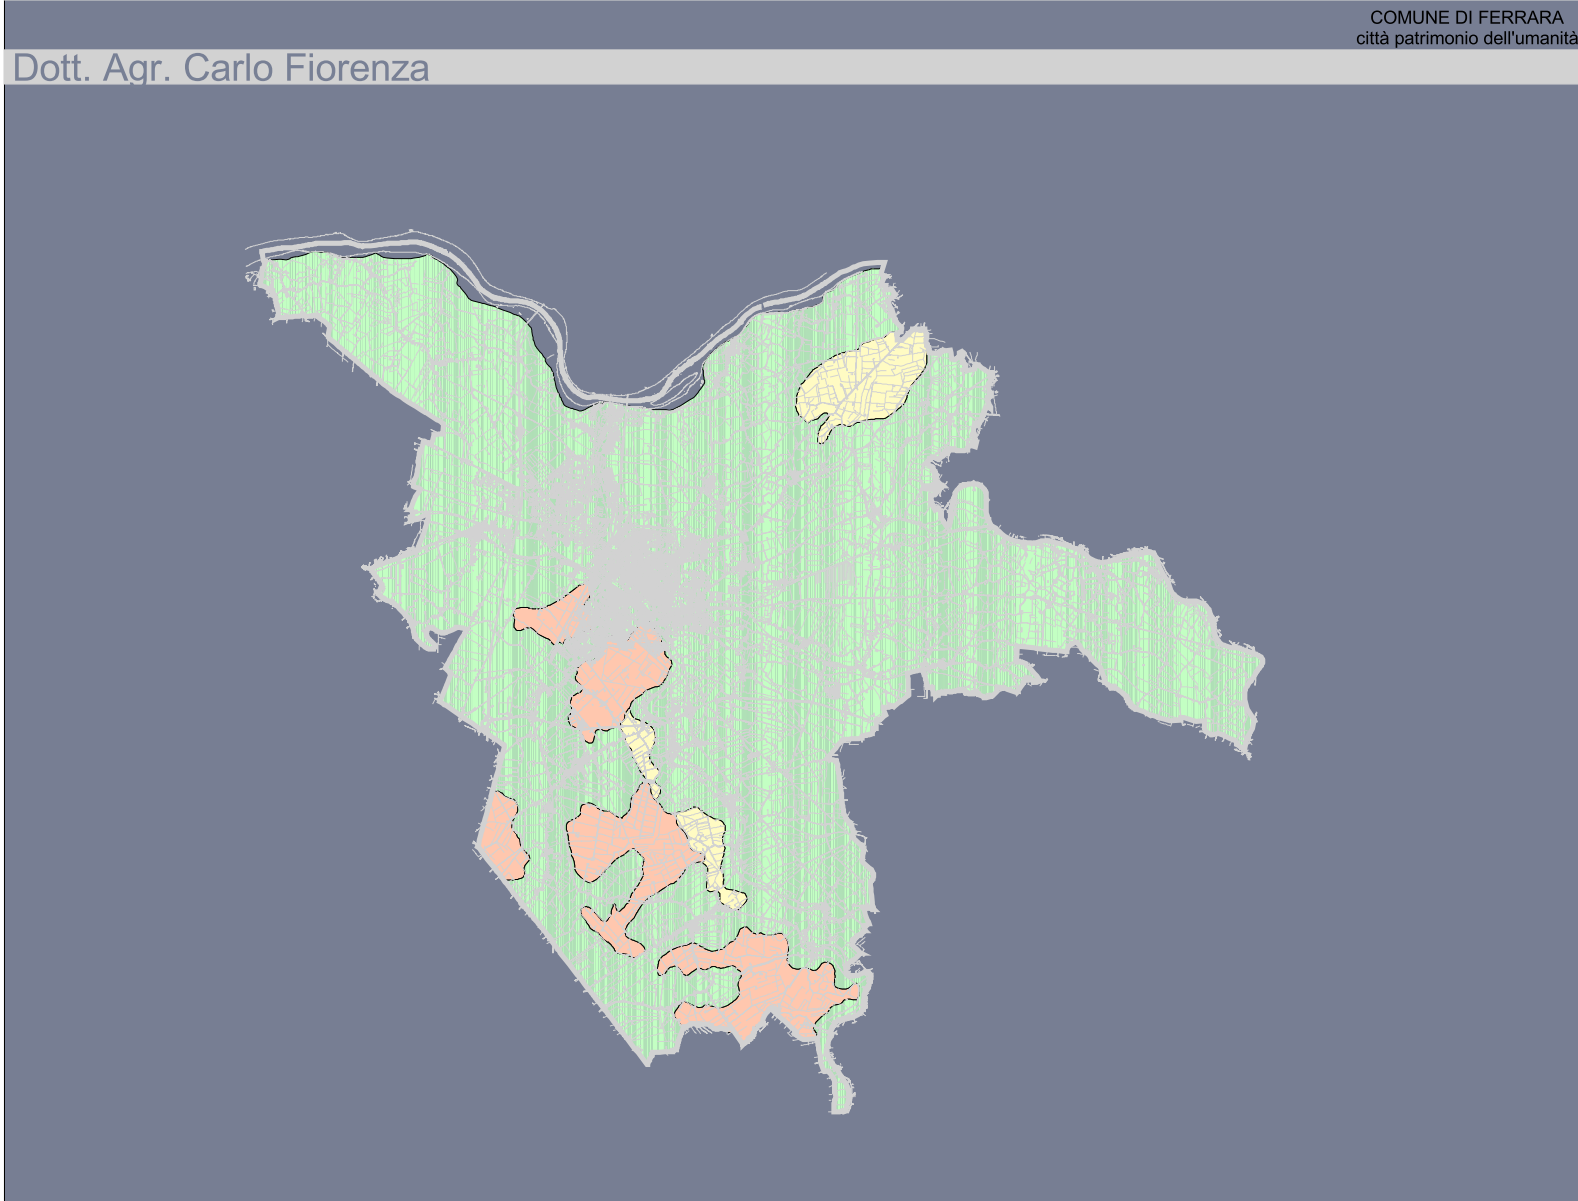 COMUNE DI FERRARA
città patrimonio dell'umanità
Dott. Agr. Carlo Fiorenza